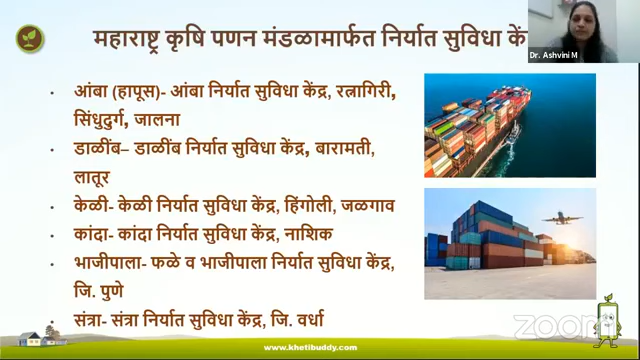 महाराष्ट्र कृषि पणन मंडळामार्फत निर्यात सुविधा कें
Dr. Ashvini M
• आंबा (हापूस)- आंबा निर्यात सुविधा केंद्र, रत्नागिरी,
सिंधुदुर्ग, जालना
• डाळींब– डाळींब निर्यात सुविधा केंद्र, बारामती,
लातूर
• केळी- केळी निर्यात सुविधा केंद्र, हिंगोली, जळगाव
• कांदा- कांदा निर्यात सुविधा केंद्र, नाशिक
• भाजीपाला- फळे व भाजीपाला निर्यात सुविधा केंद्र,
जि. पुणे
• संत्रा- संत्रा निर्यात सुविधा केंद्र, जि. वर्धा
zoom
www.khetibuddy.com